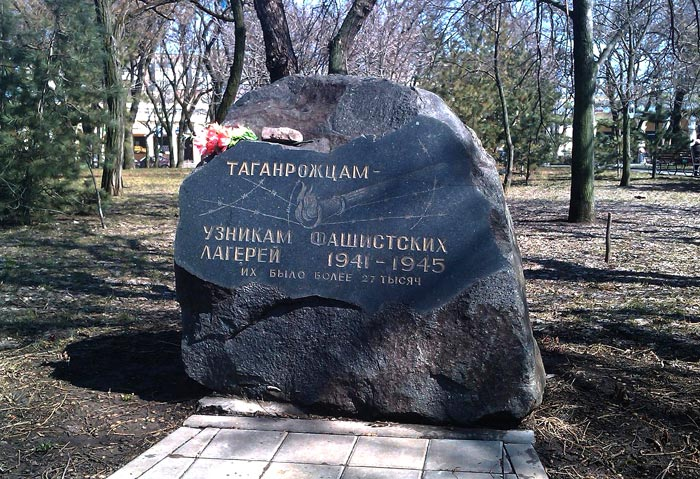 ТАГАНРОЖЦАМ-
УЗНИКАМ ФАШИСТСКИХ
ЛАГЕРЕЙ 1941-1945
ИХ БЫЛО БОЛЕЕ 27 ТЫСЯЧ